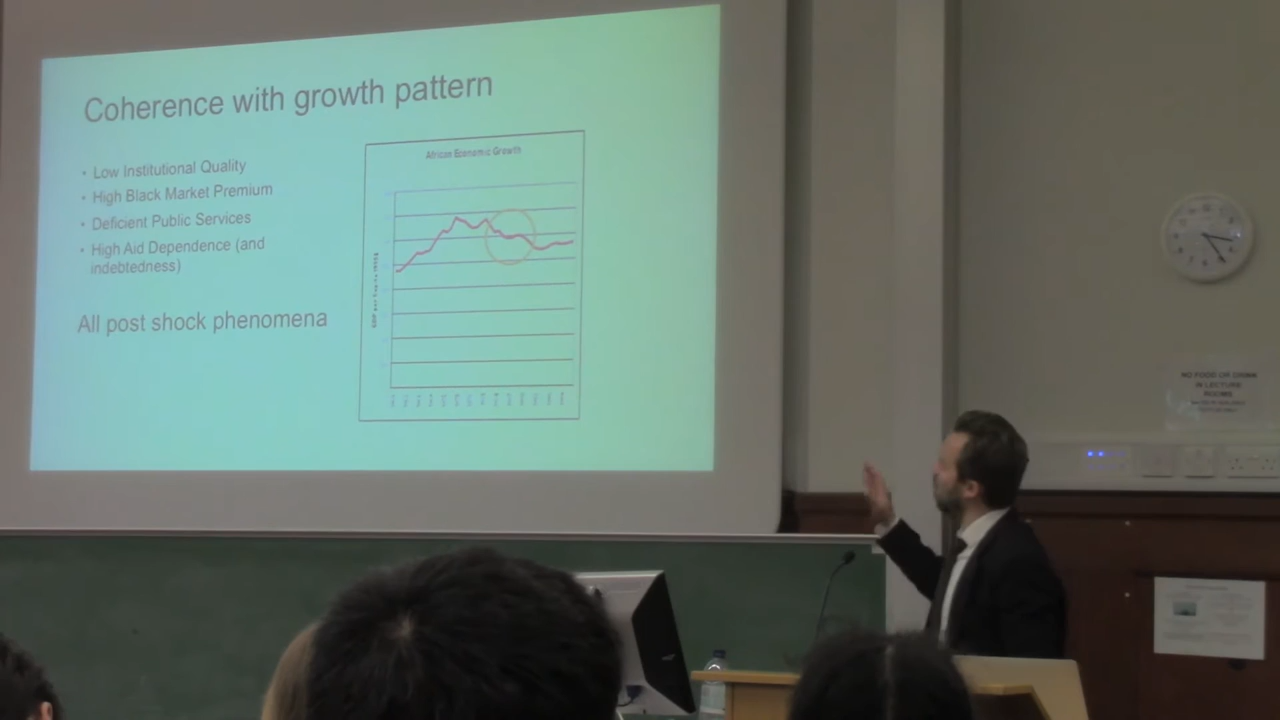 Coherence with growth pattern
• Low Institutional Quality
• High Black Market Premium
• Deficient Public Services
• High Aid Dependence (and
indebtedness)
All post shock phenomena
African Economic Growth
NO FOOD OR DRINK
IN LECTURE
ROOMS